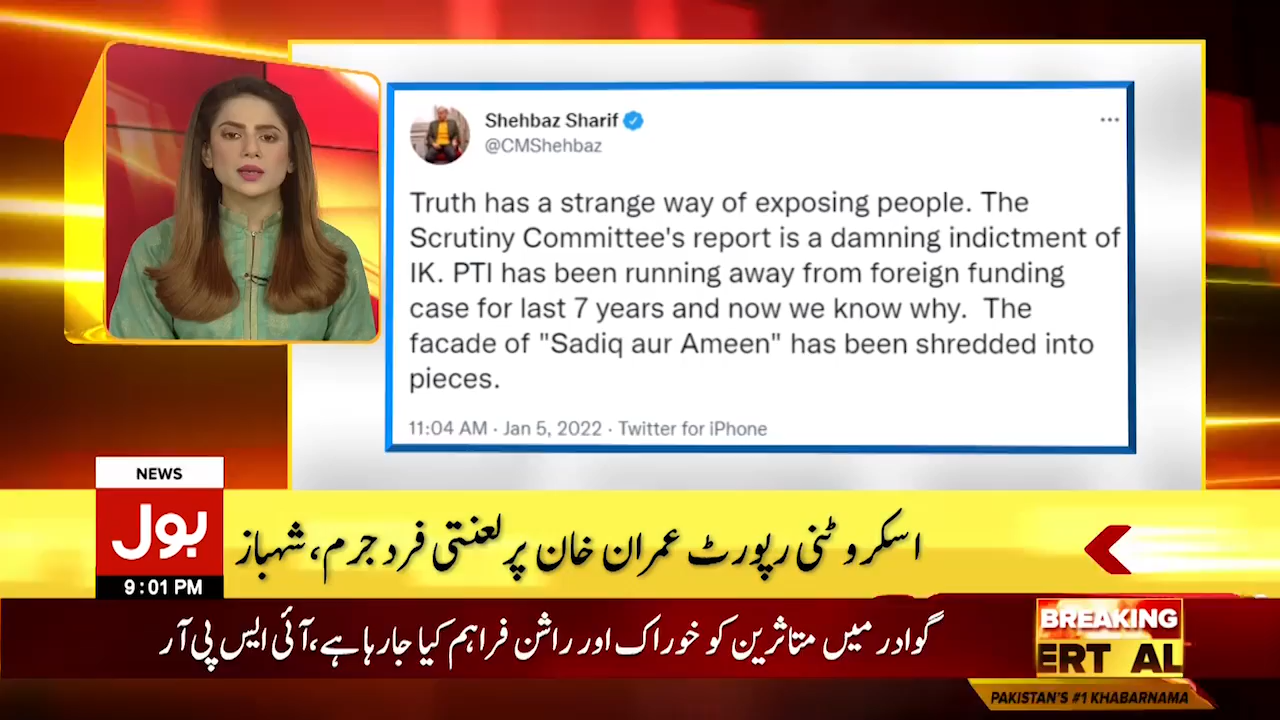 Shehbaz Sharif
@CMShehbaz
Truth has a strange way of exposing people. The
Scrutiny Committee's report is a damning indictment of
IK. PTI has been running away from foreign funding
case for last 7 years and now we know why. The
facade of "Sadiq aur Ameen" has been shredded into
pieces.
11:04 AM · Jan 5, 2022 · Twitter for iPhone
NEWS
بول
9:01 PM
اسکروٹنی رپورٹ عمران خان پر لعنتی فرد جرم، شہباز
گوادر میں متاثرین کو خوراک اور راشن فراہم کیا جارہا ہے، آئی ایس پی آر
BREAKING
ERT AL
PAKISTAN'S #1 KHABARNAMA